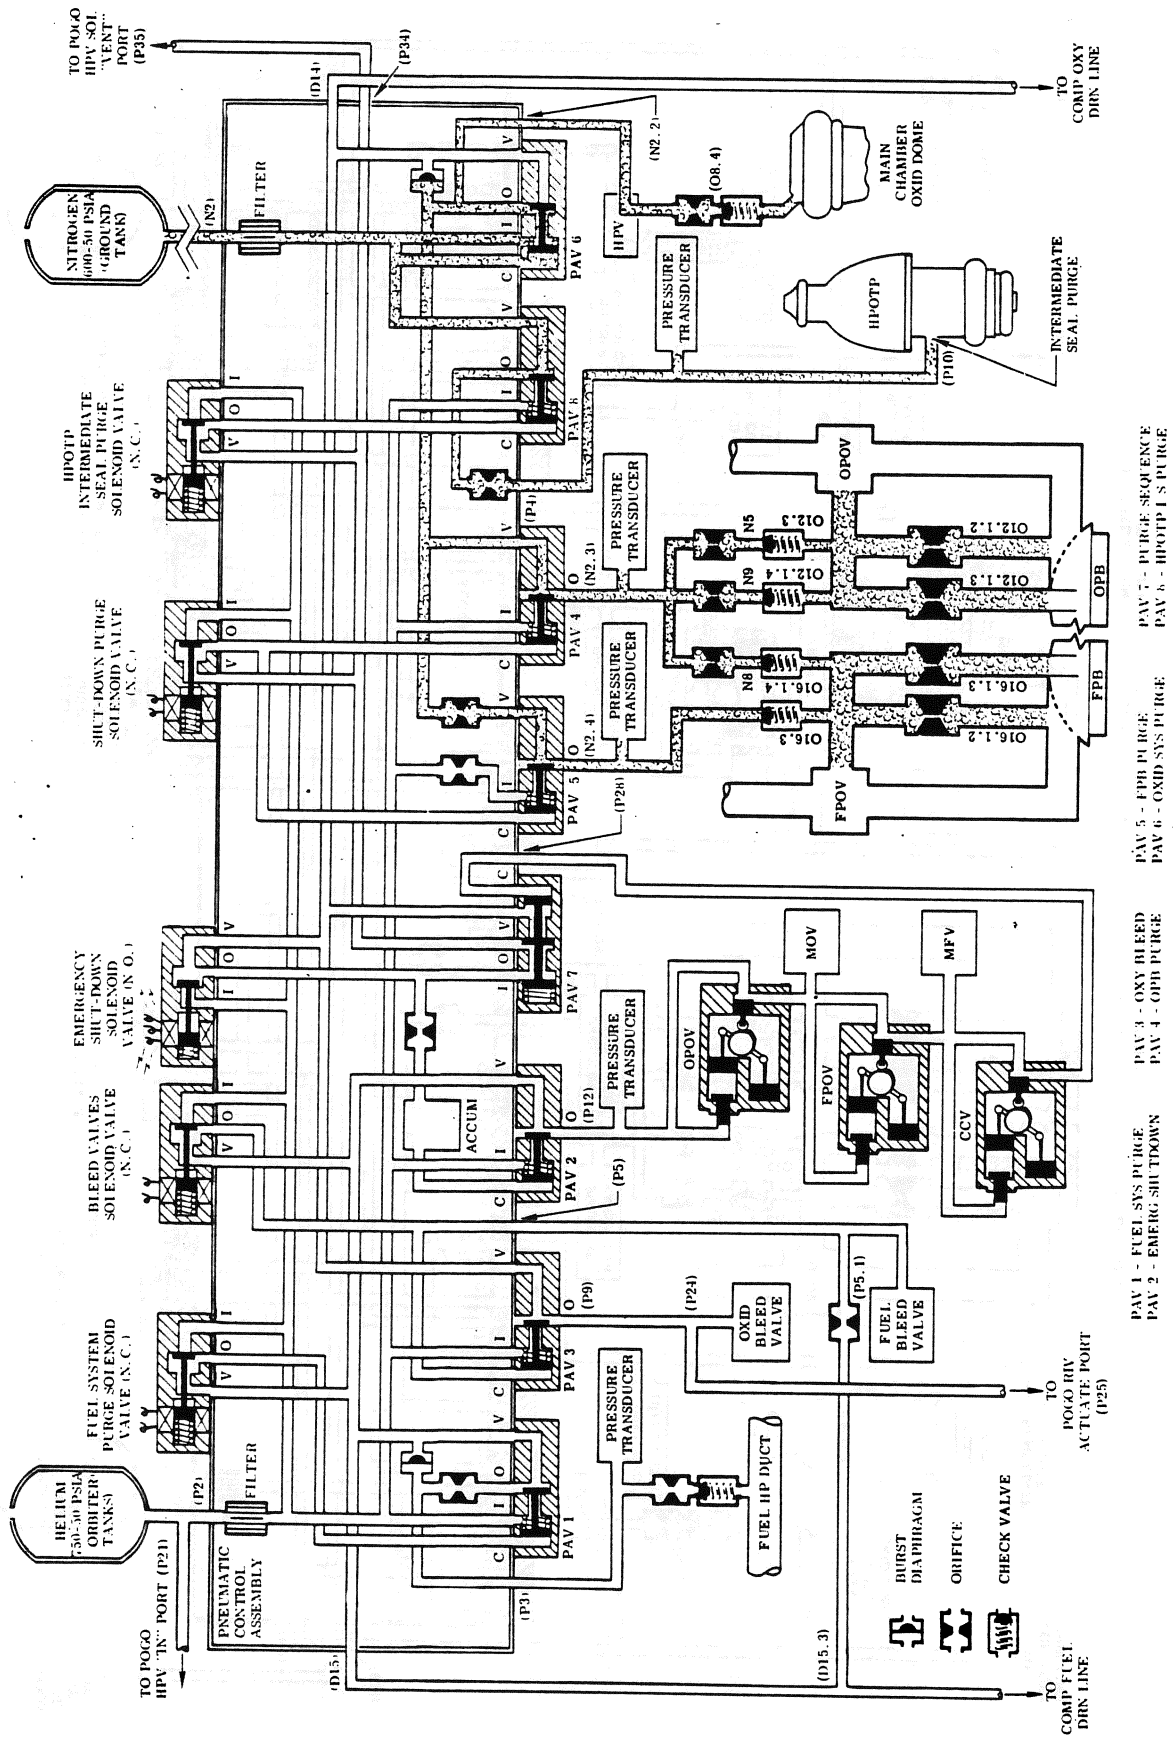 TO POGO
HPV SOL
"VENT"
PORT
(P35)
(D14)
(P34)
TO
COMP OXY
DRN LINE
NITROGEN
600-50 PSIA
(GROUND
TANK)
(N2)
FILTER
HPOTP
INTERMEDIATE
SEAL PURGE
SOLENOID VALVE
(N.C.)
SHUT-DOWN PURGE
SOLENOID VALVE
(N.C.)
EMERGENCY
SHUT-DOWN
SOLENOID
VALVE (N.O.)
BLEED VALVES
SOLENOID VALVE
(N.C.)
FUEL SYSTEM
PURGE SOLENOID
VALVE (N.C.)
HELIUM
750-50 PSIA
ORBITER
TANKS)
(P2)
FILTER
TO POGO
HPV "IN" PORT (P21)
PNEUMATIC
CONTROL
ASSEMBLY
V O I
V O I
I O V
V O I
V O I
C I O V
PAV 1
C I O V
PAV 3
C I O V
PAV 2
I O V C
PAV 7
C I O V
PAV 5
C I O V
PAV 4
C I O V
PAV 8
C I O V
PAV 6
ACCUM
(N2.2)
HPV
(O8.4)
MAIN
CHAMBER
OXID DOME
PRESSURE
TRANSDUCER
HPOTP
(P10)
INTERMEDIATE
SEAL PURGE
(P4)
(N2.3)
PRESSURE
TRANSDUCER
(N2.4)
PRESSURE
TRANSDUCER
N5
N9
N8
O12.3
O12.1.4
O16.1.4
O16.3
OPOV
FPOV
O12.1.2
O12.1.3
O16.1.3
O16.1.2
OPB
FPB
(P28)
(P12)
PRESSURE
TRANSDUCER
OPOV
MOV
FPOV
MFV
CCV
(P5)
(P9)
(P24)
OXID
BLEED
VALVE
(P5.1)
FUEL
BLEED
VALVE
TO
POGO RIV
ACTUATE PORT
(P25)
(P3)
PRESSURE
TRANSDUCER
FUEL HP DUCT
(D15)
(D15.3)
TO
COMP FUEL
DRN LINE
BURST
DIAPHRAGM
ORIFICE
CHECK VALVE
PAV 1 - FUEL SYS PURGE
PAV 2 - EMERG SHUTDOWN
PAV 3 - OXY BLEED
PAV 4 - OPB PURGE
PAV 5 - FPB PURGE
PAV 6 - OXID SYS PURGE
PAV 7 - PURGE SEQUENCE
PAV 8 - HPOTP I S PURGE